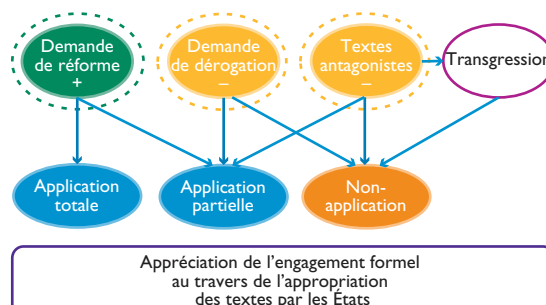 Demande
de réforme
+
Demande
de dérogation
–
Textes
antagonistes
–
Transgression
Application
totale
Application
partielle
Non-
application
Appréciation de l’engagement formel
au travers de l’appropriation
des textes par les États